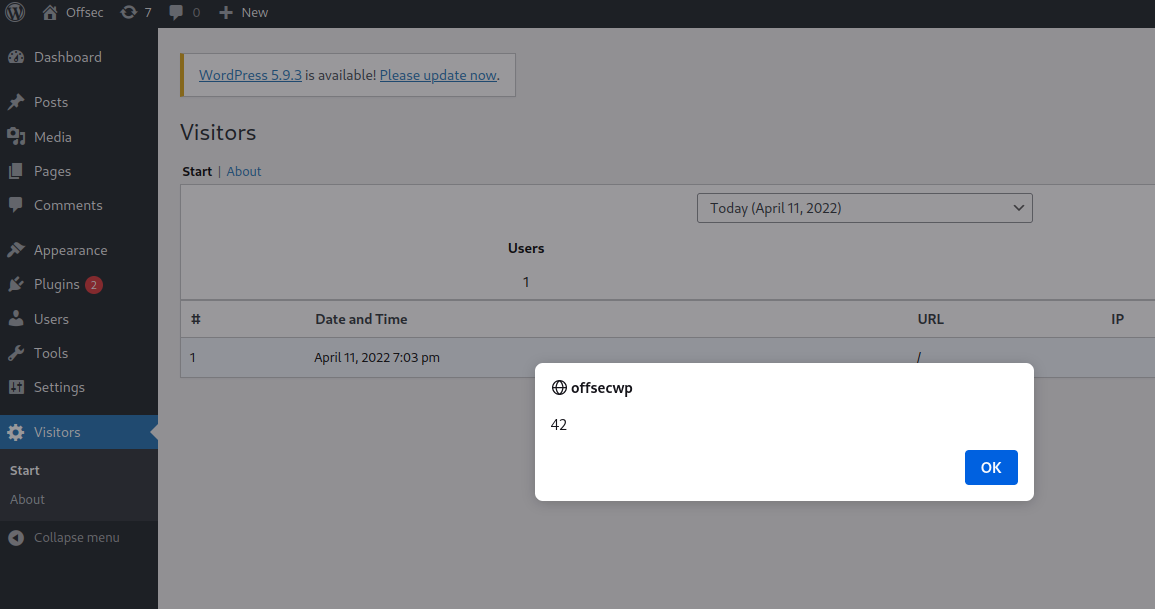 Offsec 7 0 New
Dashboard
Posts
Media
Pages
Comments
Appearance
Plugins 2
Users
Tools
Settings
Visitors
Start
About
Collapse menu
WordPress 5.9.3 is available! Please update now.
Visitors
Start | About
Today (April 11, 2022)
Users
1
# Date and Time URL IP
1 April 11, 2022 7:03 pm /
offsecwp
42
OK